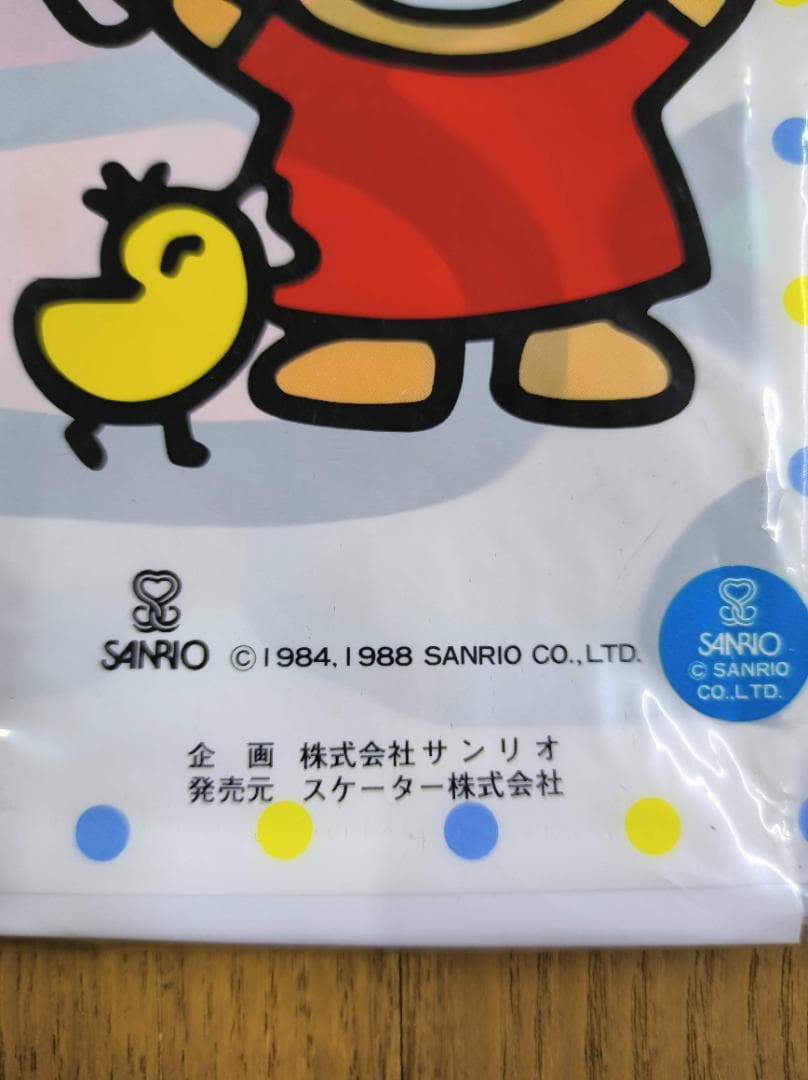 SANRIO © 1984, 1988 SANRIO CO., LTD.
SANRIO
© SANRIO
CO., LTD.
企 画 株式会社サンリオ
発売元 スケーター株式会社